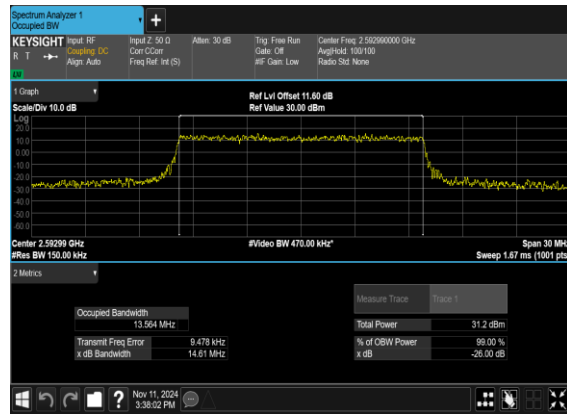 Spectrum Analyzer 1
Occupied BW
+
KEYSIGHT
R T
LW
Input: RF
Coupling: DC
Align: Auto
Input Z: 50 Ω
Corr CCorr
Freq Ref: Int (S)
Atten: 30 dB
Trig: Free Run
Gate: Off
#IF Gain: Low
Center Freq: 2.592990000 GHz
Avg|Hold: 100/100
Radio Std: None
1 Graph
Scale/Div 10.0 dB
Ref Lvl Offset 11.60 dB
Ref Value 30.00 dBm
Log
20.0
10.0
0.00
-10.0
-20.0
-30.0
-40.0
-50.0
-60.0
Center 2.59299 GHz
#Res BW 150.00 kHz
#Video BW 470.00 kHz*
Span 30 MHz
Sweep 1.67 ms (1001 pts
2 Metrics
Measure Trace
Trace 1
Occupied Bandwidth
13.564 MHz
Total Power
31.2 dBm
Transmit Freq Error
9.478 kHz
% of OBW Power
99.00 %
x dB Bandwidth
14.61 MHz
x dB
-26.00 dB
?
Nov 11, 2024
3:38:02 PM